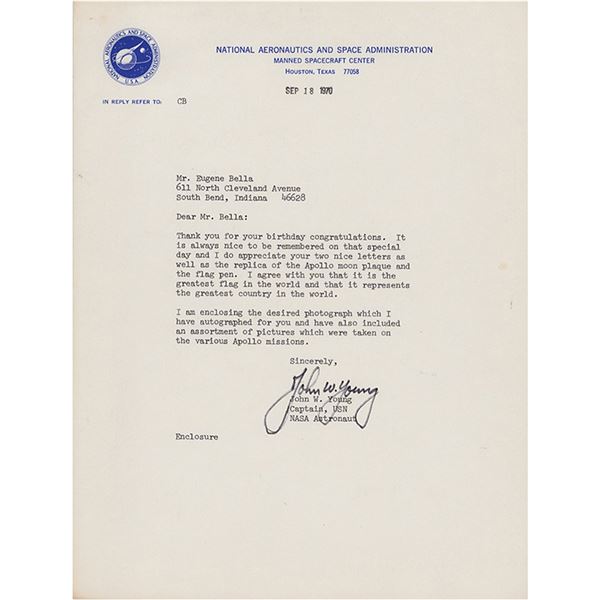 NATIONAL AERONAUTICS AND SPACE ADMINISTRATION
U.S.A.
NATIONAL AERONAUTICS AND SPACE ADMINISTRATION
MANNED SPACECRAFT CENTER
HOUSTON, TEXAS 77058
SEP 18 1970
IN REPLY REFER TO: CB
Mr. Eugene Bella
611 North Cleveland Avenue
South Bend, Indiana 46628
Dear Mr. Bella:
Thank you for your birthday congratulations. It
is always nice to be remembered on that special
day and I do appreciate your two nice letters as
well as the replica of the Apollo moon plaque and
the flag pen. I agree with you that it is the
greatest flag in the world and that it represents
the greatest country in the world.
I am enclosing the desired photograph which I
have autographed for you and have also included
an assortment of pictures which were taken on
the various Apollo missions.
Sincerely,
John W. Young
John W. Young
Captain, USN
NASA Astronaut
Enclosure